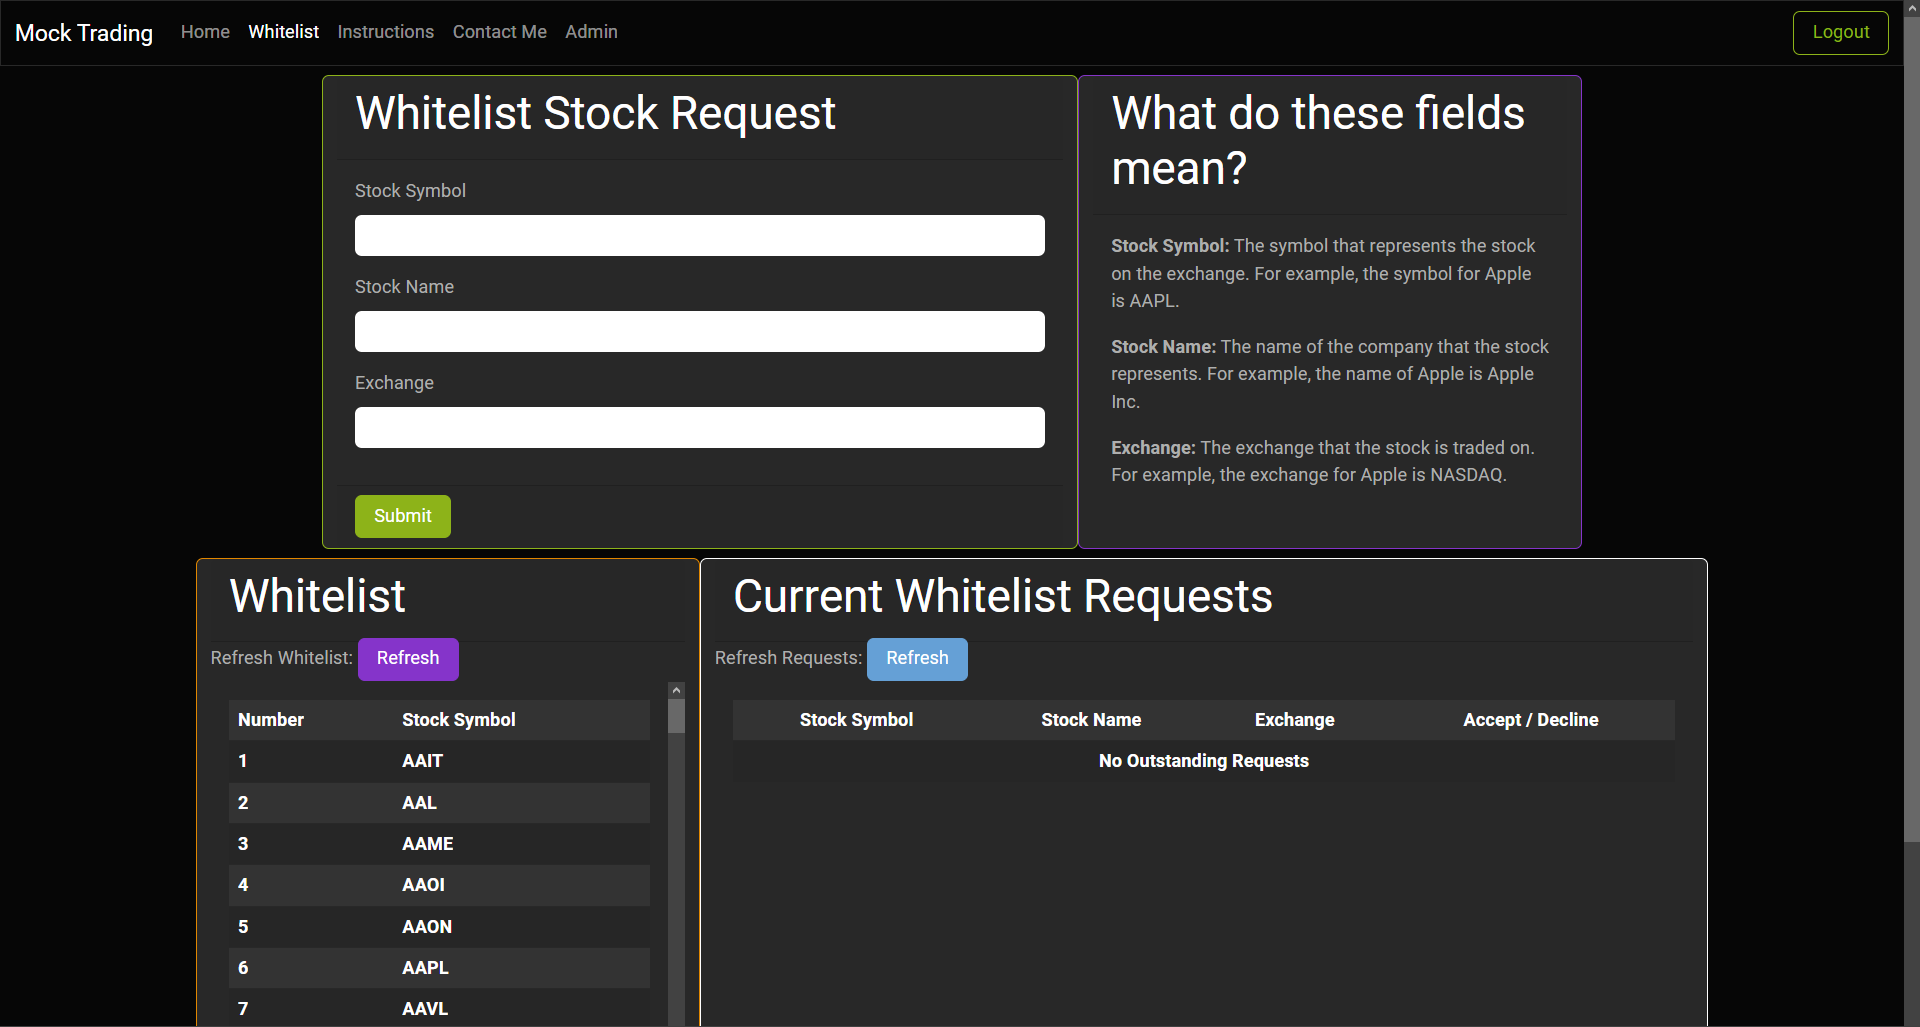 Mock Trading Home Whitelist Instructions Contact Me Admin Logout
Whitelist Stock Request
Stock Symbol
Stock Name
Exchange
Submit
What do these fields
mean?
Stock Symbol: The symbol that represents the stock
on the exchange. For example, the symbol for Apple
is AAPL.
Stock Name: The name of the company that the stock
represents. For example, the name of Apple is Apple
Inc.
Exchange: The exchange that the stock is traded on.
For example, the exchange for Apple is NASDAQ.
Whitelist
Refresh Whitelist: Refresh
Number Stock Symbol
1 AAIT
2 AAL
3 AAME
4 AAOI
5 AAON
6 AAPL
7 AAVL
Current Whitelist Requests
Refresh Requests: Refresh
Stock Symbol Stock Name Exchange Accept / Decline
No Outstanding Requests